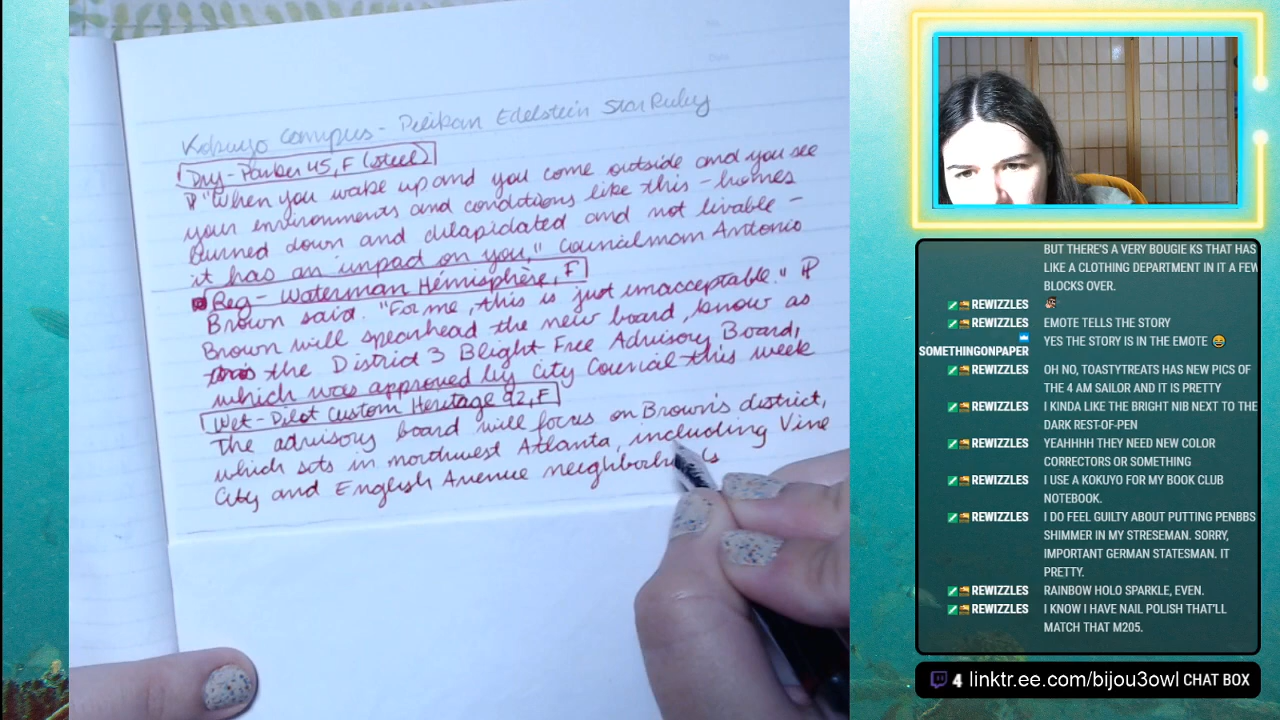 Kokuyo Campus - Pelikan Edelstein Star Ruby
Dry - Parker 45, F (steel)
"When you wake up and you come outside and you see
your environments and conditions like this - homes
burned down and dilapidated and not livable -
it has an impact on you," Councilman Antonio
Reg - Waterman Hémisphère, F
Brown said. "For me, this is just unacceptable."
Brown will spearhead the new board, know as
the District 3 Blight Free Advisory Board,
which was approved by City Council this week
Wet - Pilot Custom Heritage 92, F
The advisory board will focus on Brown's district,
which sits in northwest Atlanta, including Vine
City and English Avenue
BUT THERE'S A VERY BOUGIE KS THAT HAS
LIKE A CLOTHING DEPARTMENT IN IT A FEW
BLOCKS OVER.
REWIZZLES
REWIZZLES EMOTE TELLS THE STORY
SOMETHINGONPAPER YES THE STORY IS IN THE EMOTE
REWIZZLES OH NO, TOASTYTREATS HAS NEW PICS OF
THE 4 AM SAILOR AND IT IS PRETTY
REWIZZLES I KINDA LIKE THE BRIGHT NIB NEXT TO THE
DARK REST-OF-PEN
REWIZZLES YEAHHHH THEY NEED NEW COLOR
CORRECTORS OR SOMETHING
REWIZZLES I USE A KOKUYO FOR MY BOOK CLUB
NOTEBOOK.
REWIZZLES I DO FEEL GUILTY ABOUT PUTTING PENBBS
SHIMMER IN MY STRESEMAN. SORRY,
IMPORTANT GERMAN STATESMAN. IT
PRETTY.
REWIZZLES RAINBOW HOLO SPARKLE, EVEN.
REWIZZLES I KNOW I HAVE NAIL POLISH THAT'LL
MATCH THAT M205.
4 linktr.ee.com/bijou3owl CHAT BOX